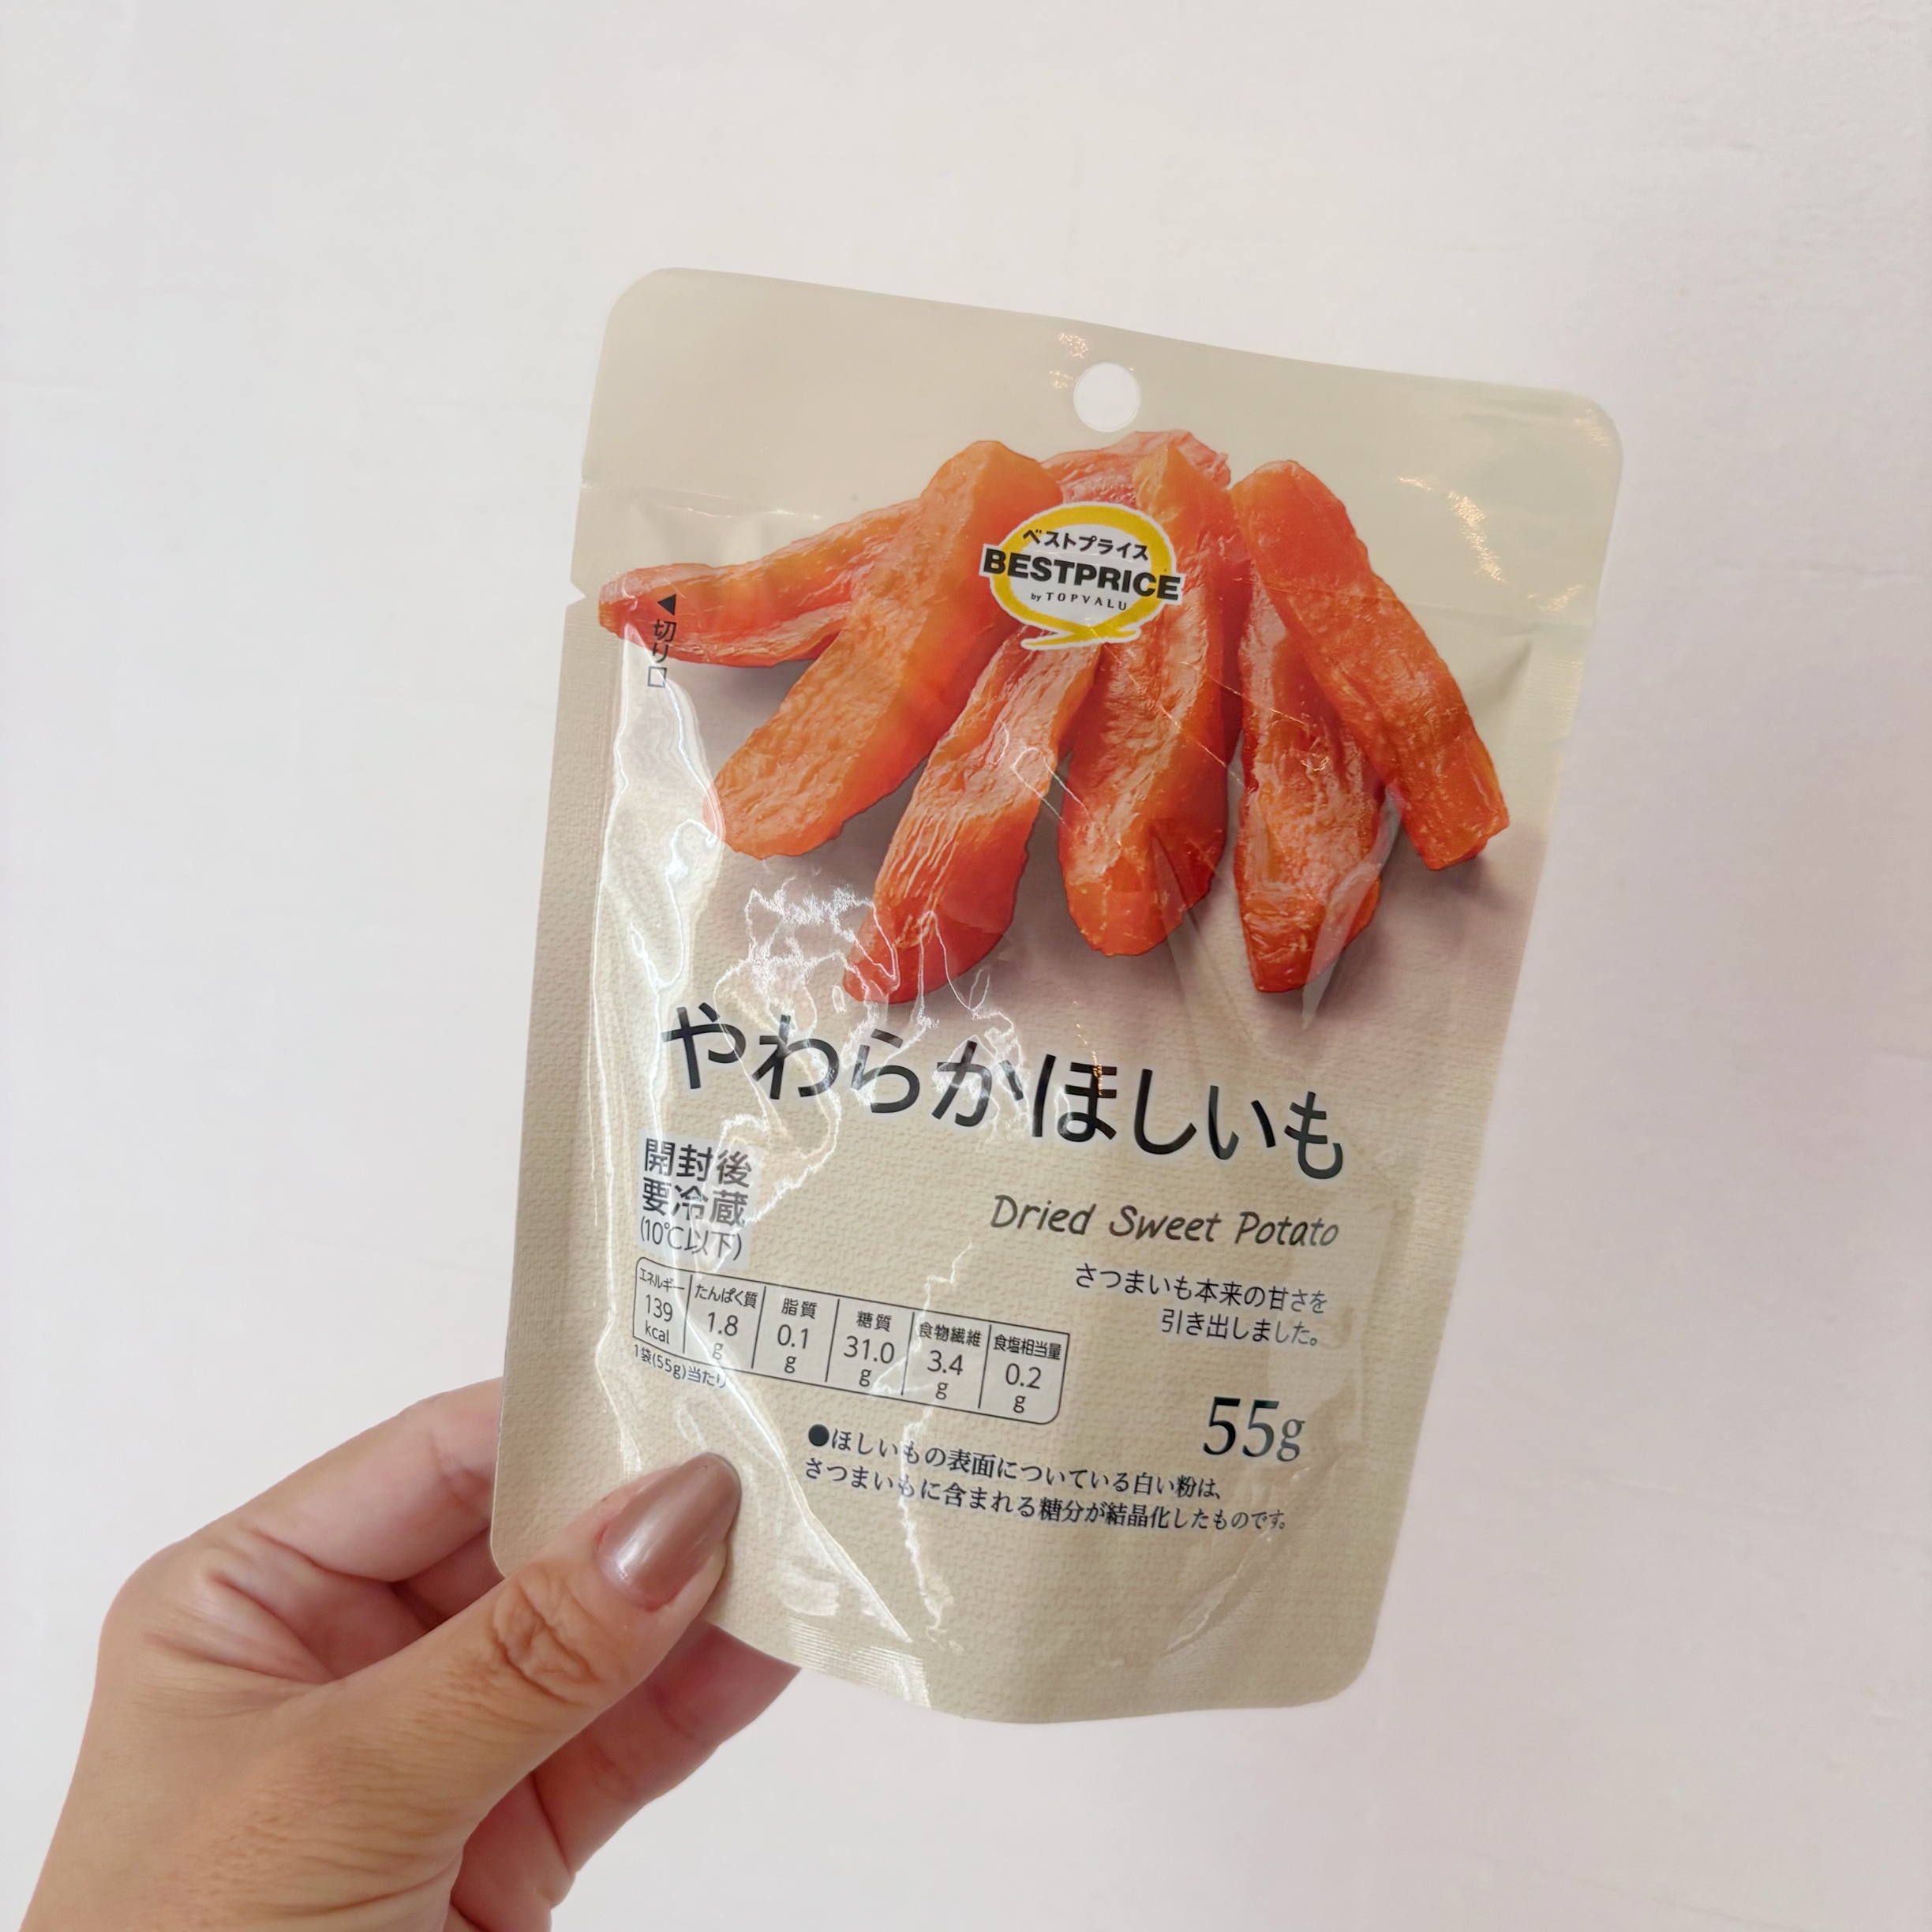 ベストプライス
BESTPRICE
by TOPVALU
◀切り口
やわらかほしいも
Dried Sweet Potato
さつまいも本来の甘さを
引き出しました。
開封後
要冷蔵
(10℃以下)
エネルギー たんぱく質 脂質 糖質 食物繊維 食塩相当量
139 kcal 1.8 g 0.1 g 31.0 g 3.4 g 0.2 g
1袋(55g)当たり
55g
●ほしいもの表面についている白い粉は、
さつまいもに含まれる糖分が結晶化したものです。